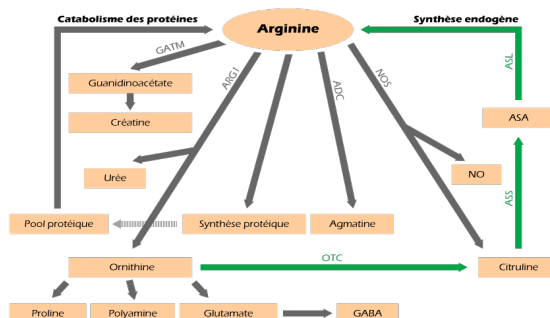 Catabolisme des protéines
Arginine
Synthèse endogène
GATM
ARG1
ADC
NOS
ASL
Guanidinoacétate
Créatine
ASA
Urée
NO
ASS
Pool protéique
Synthèse protéique
Agmatine
Ornithine
OTC
Citruline
Proline
Polyamine
Glutamate
GABA